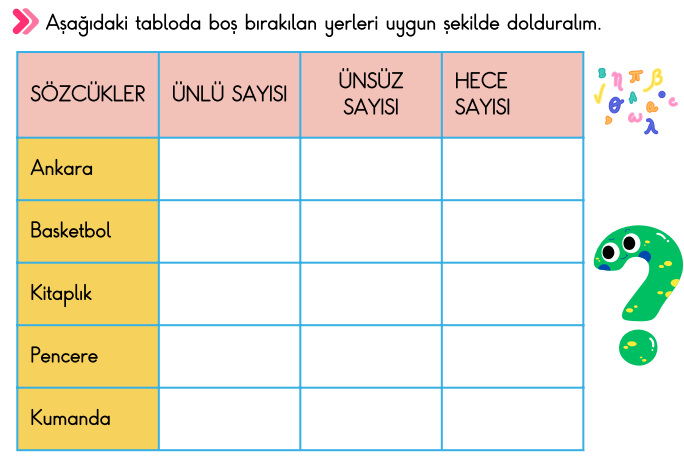 Aşağıdaki tabloda boş bırakılan yerleri uygun şekilde dolduralım.
SÖZCÜKLER ÜNLÜ SAYISI ÜNSÜZ SAYISI HECE SAYISI
Ankara
Basketbol
Kitaplık
Pencere
Kumanda